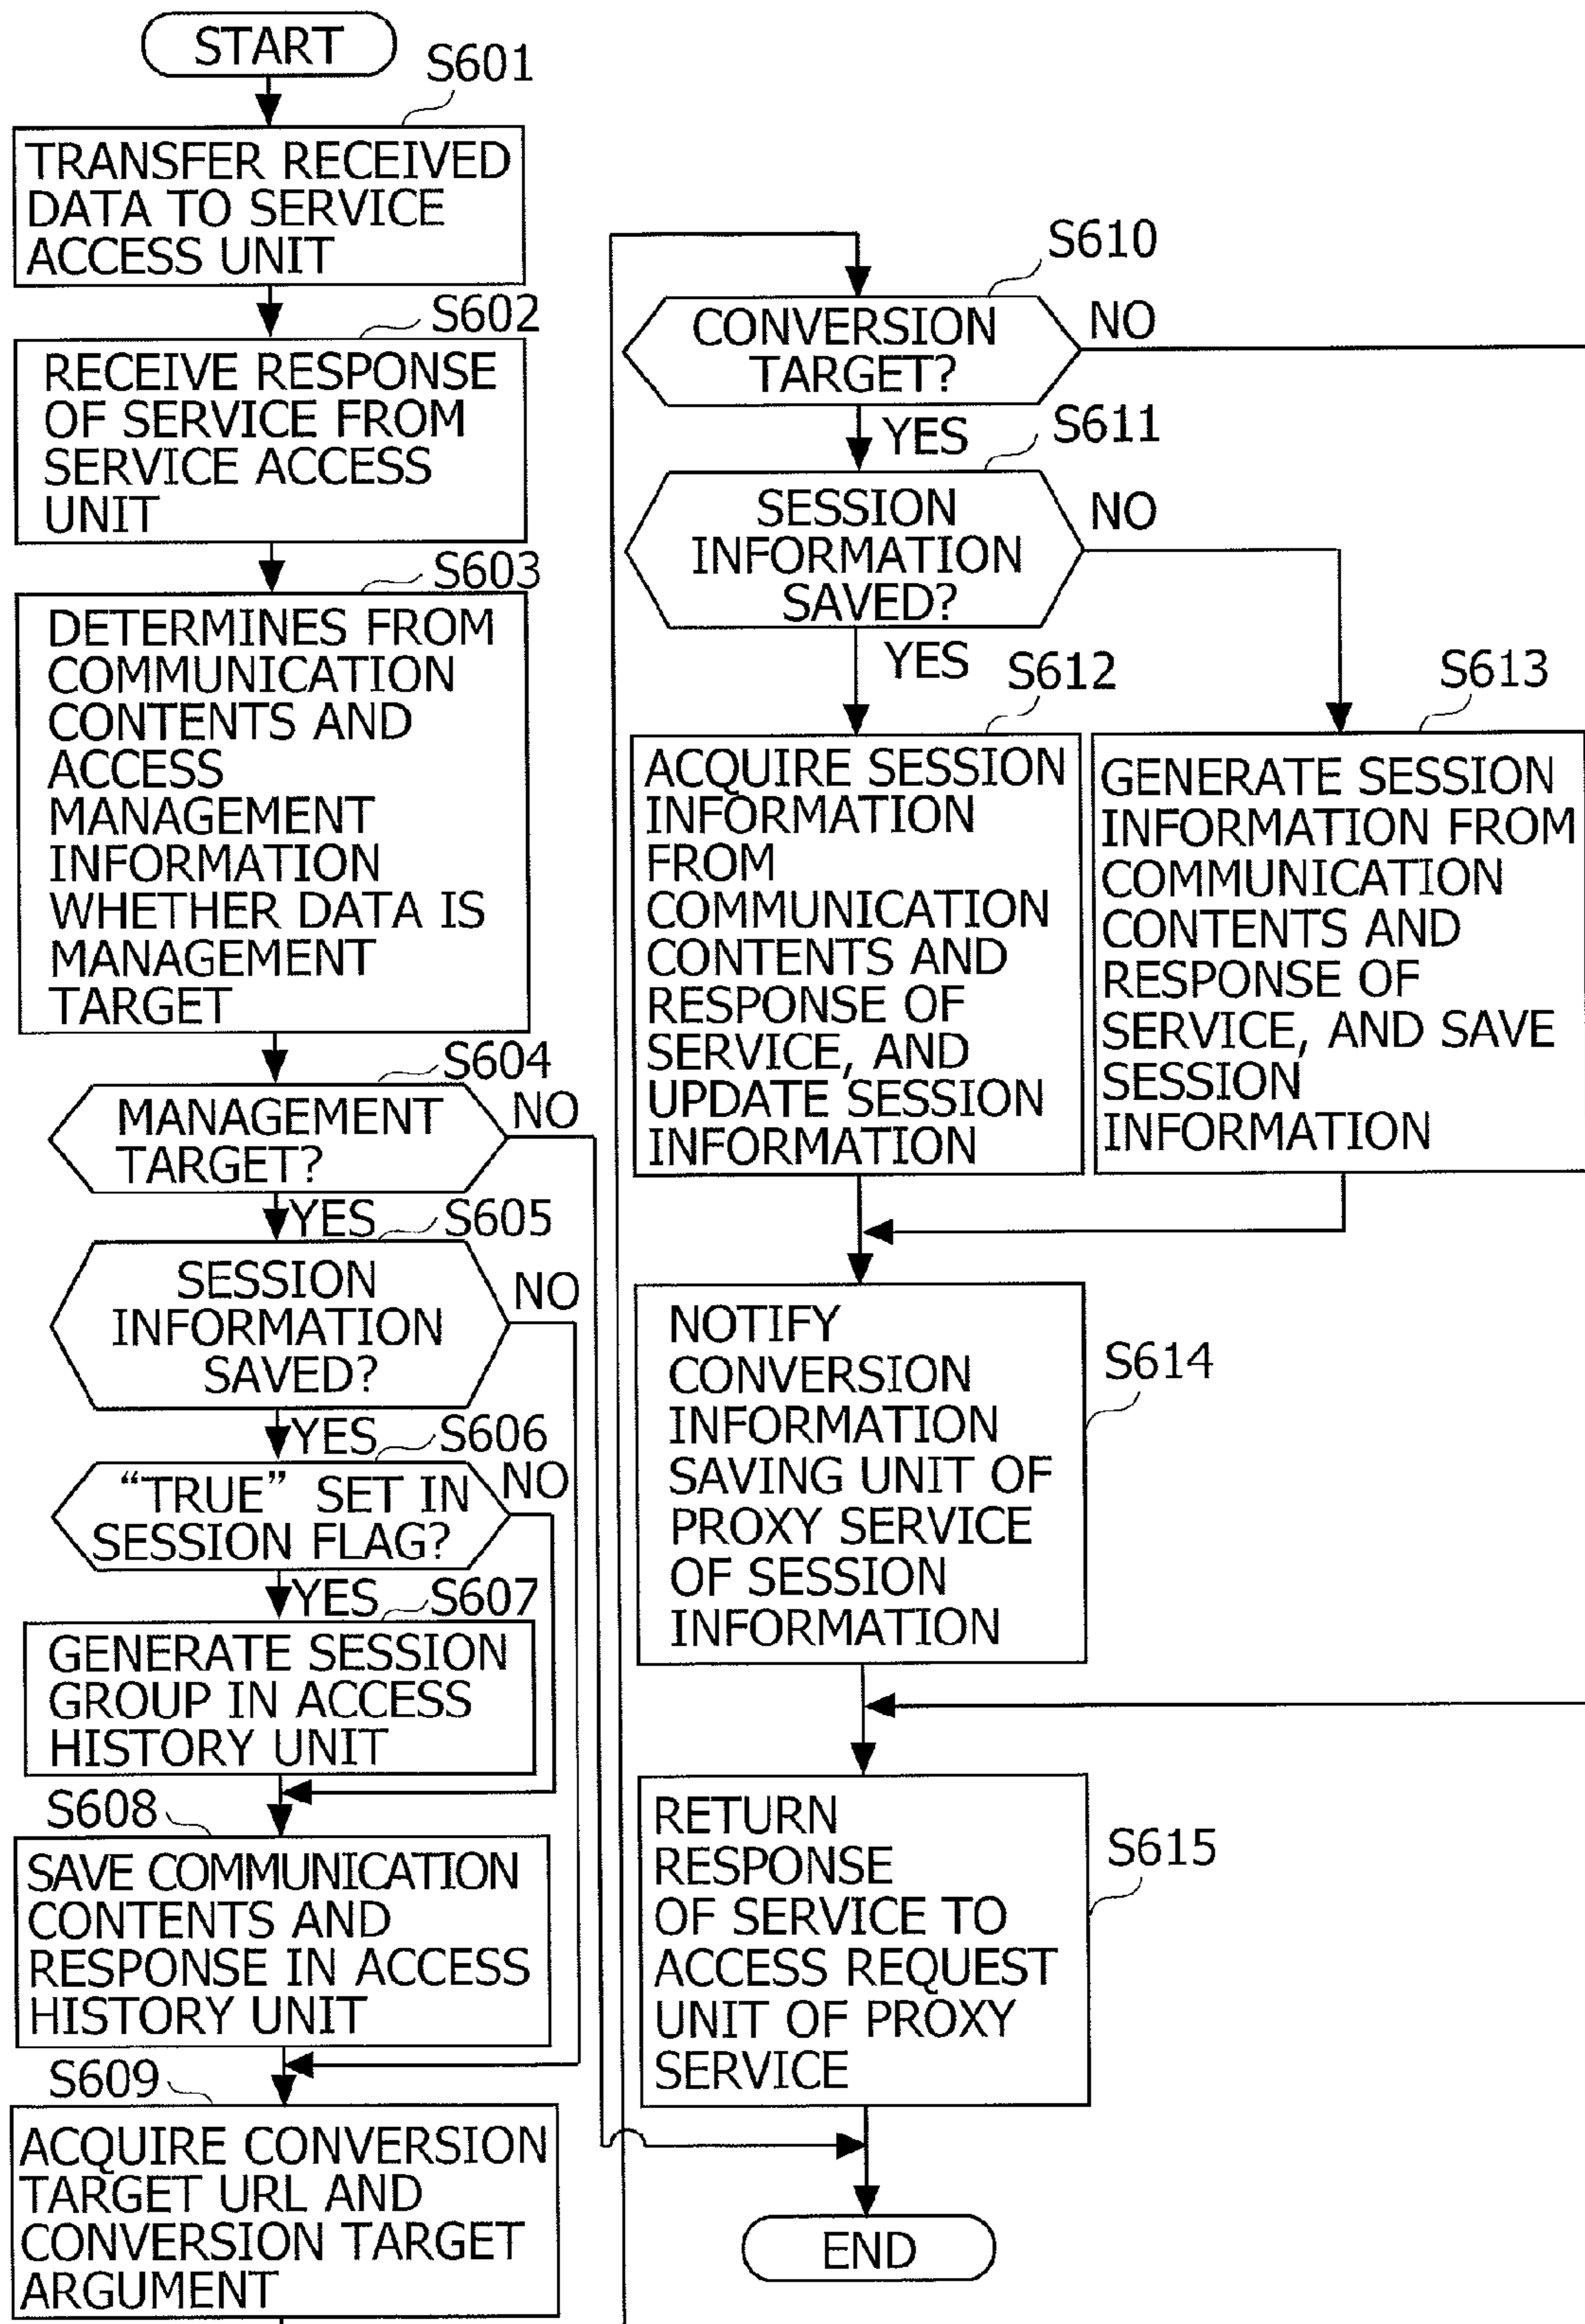 START
S601
TRANSFER RECEIVED
DATA TO SERVICE
ACCESS UNIT
S602
RECEIVE RESPONSE
OF SERVICE FROM
SERVICE ACCESS
UNIT
S603
DETERMINES FROM
COMMUNICATION
CONTENTS AND
ACCESS
MANAGEMENT
INFORMATION
WHETHER DATA IS
MANAGEMENT
TARGET
S604
MANAGEMENT
TARGET?
NO
YES
S605
SESSION
INFORMATION
SAVED?
NO
YES
S606
“TRUE” SET IN
SESSION FLAG?
NO
YES
S607
GENERATE SESSION
GROUP IN ACCESS
HISTORY UNIT
S608
SAVE COMMUNICATION
CONTENTS AND
RESPONSE IN ACCESS
HISTORY UNIT
S609
ACQUIRE CONVERSION
TARGET URL AND
CONVERSION TARGET
ARGUMENT
S610
CONVERSION
TARGET?
NO
YES
S611
SESSION
INFORMATION
SAVED?
NO
YES
S612
ACQUIRE SESSION
INFORMATION
FROM
COMMUNICATION
CONTENTS AND
RESPONSE OF
SERVICE, AND
UPDATE SESSION
INFORMATION
S613
GENERATE SESSION
INFORMATION FROM
COMMUNICATION
CONTENTS AND
RESPONSE OF
SERVICE, AND SAVE
SESSION
INFORMATION
S614
NOTIFY
CONVERSION
INFORMATION
SAVING UNIT OF
PROXY SERVICE
OF SESSION
INFORMATION
S615
RETURN
RESPONSE
OF SERVICE TO
ACCESS REQUEST
UNIT OF PROXY
SERVICE
END